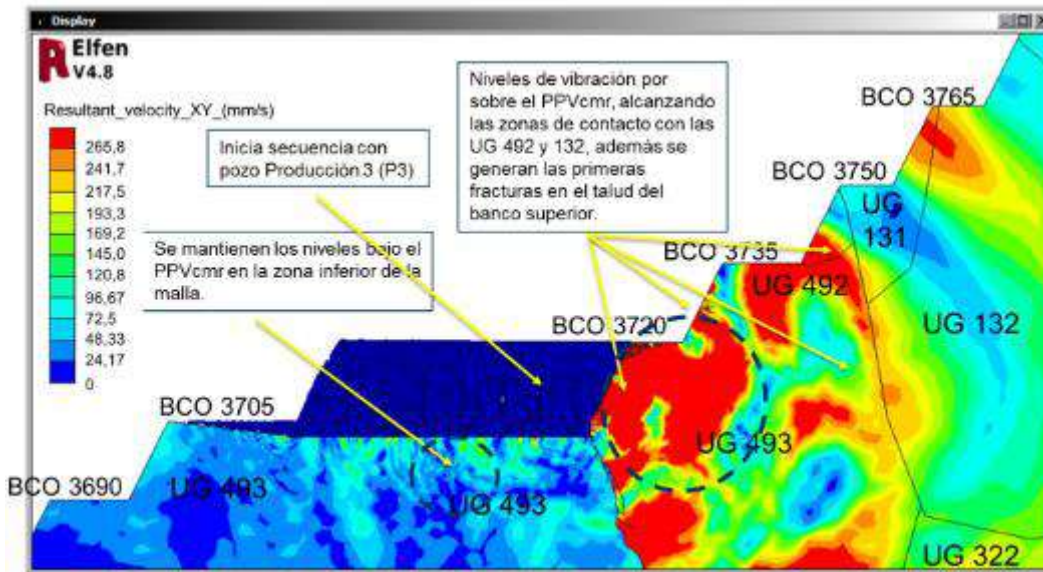 Display
Elfen
V4.8
Resultant_velocity_XY_(mm/s)
265,8
241,7
217,5
193,3
169,2
145,0
120,8
96,67
72,5
48,33
24,17
0
Inicia secuencia con
pozo Producción 3 (P3)
Se mantienen los niveles bajo el
PPVcmr en la zona inferior de la
malla.
Niveles de vibración por
sobre el PPVcmr, alcanzando
las zonas de contacto con las
UG 492 y 132, además se
generan las primeras
fracturas en el talud del
banco superior.
BCO 3765
BCO 3750
UG
131
BCO 3735
UG 492
BCO 3720
UG 132
BCO 3705
UG 493
BCO 3690
UG 493
UG 493
UG 322